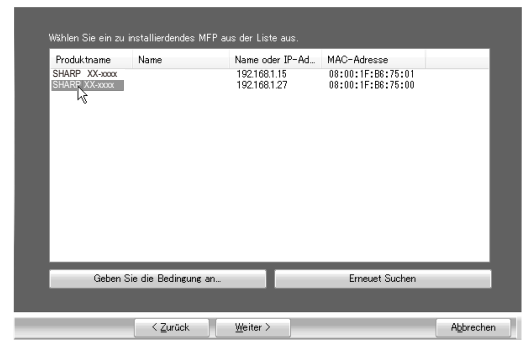 Wählen Sie ein zu installierdendes MFP aus der Liste aus.
Produktname Name Name oder IP-Ad... MAC-Adresse
SHARP XX-xxxx 192.168.1.15 08:00:1F:B6:75:01
SHARP XX-xxxx 192.168.1.27 08:00:1F:B6:75:00
Geben Sie die Bedingung an... Erneuet Suchen
< Zurück Weiter > Abbrechen